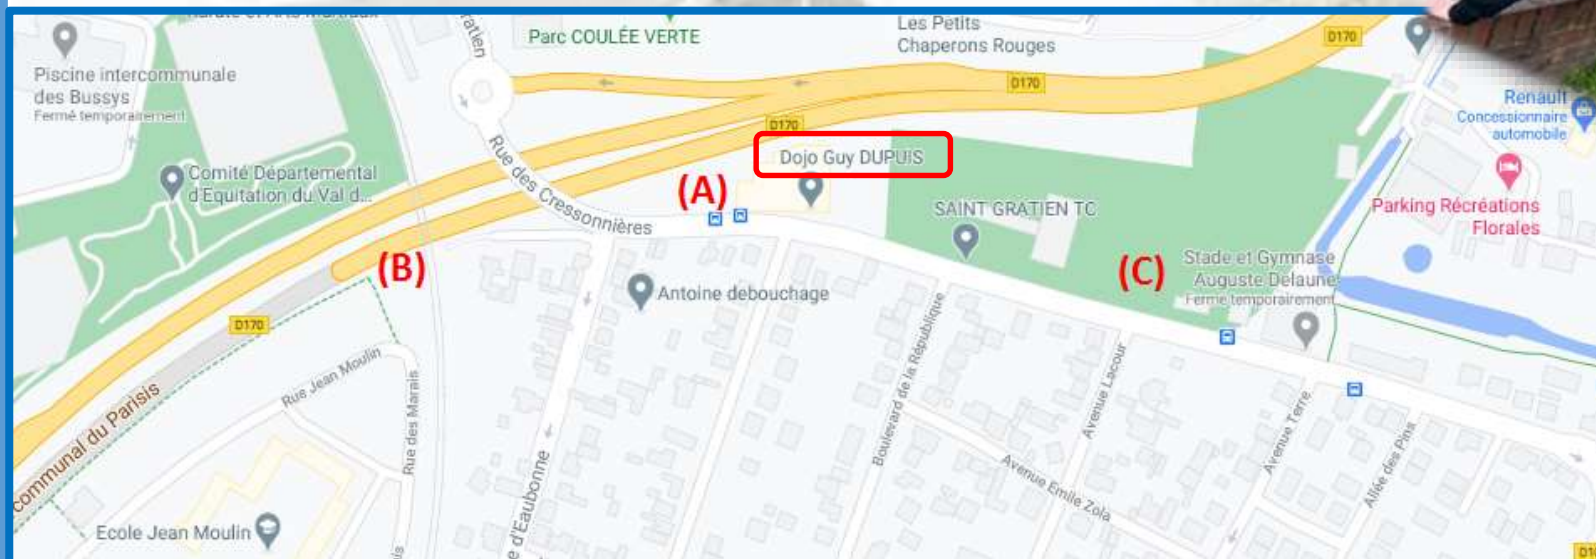 Parc COULÉE VERTE
Les Petits
Chaperons Rouges
D170
Piscine intercommunale
des Bussys
Fermé temporairement
D170
Renault
Concessionnaire
automobile
D170
Dojo Guy DUPUIS
Rue des Cressonnières
Comité Départemental
d'Equitation du Val d...
(A)
SAINT GRATIEN TC
Parking Récréations
Florales
(B)
(C)
Stade et Gymnase
Auguste Delaune
Fermé temporairement
Antoine debouchage
D170
Rue Jean Moulin
Rue des Marais
Boulevard de la République
Avenue Lacour
communal du Parisis
Avenue Terre
Allée des Pins
Avenue Emile Zola
e d'Eaubonne
Ecole Jean Moulin